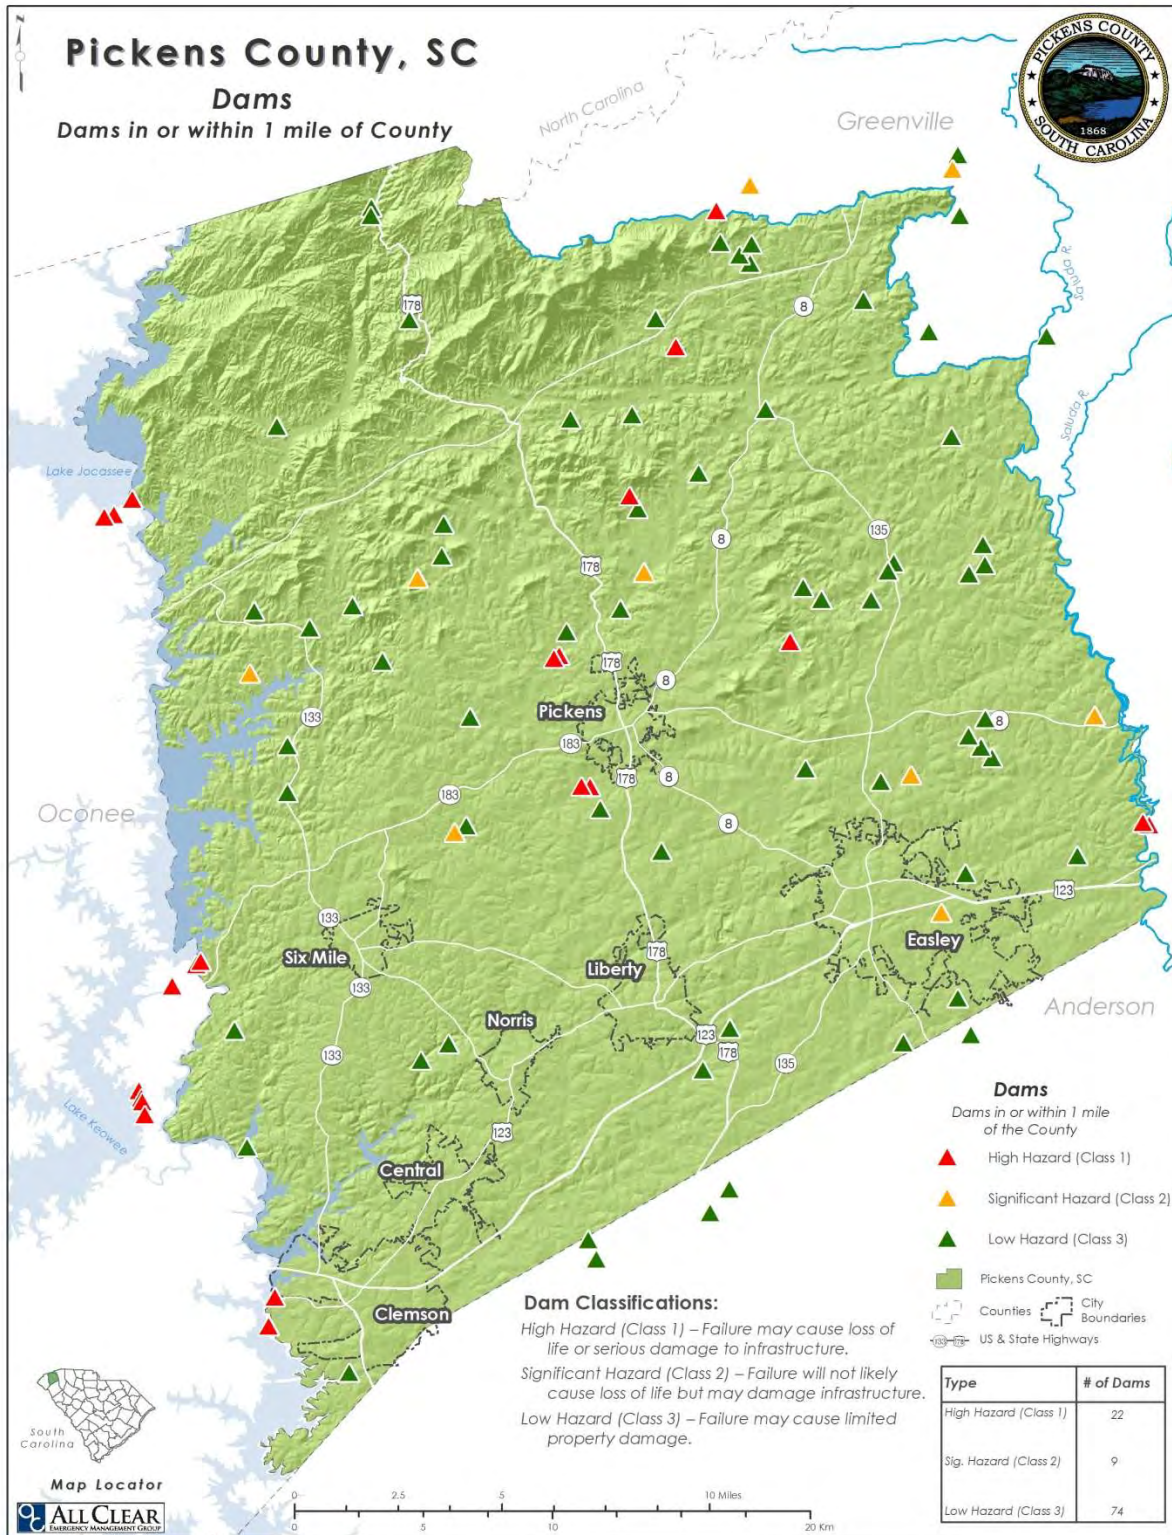 N
Pickens County, SC
Dams
Dams in or within 1 mile of County
PICKENS COUNTY
1868
SOUTH CAROLINA
North Carolina
Greenville
Saluda R.
178
8
Saluda R.
Lake Jocassee
135
8
178
178
8
133
Pickens
8
183
178
8
183
8
Oconee
123
133
Easley
Six Mile
178
Liberty
133
Anderson
Norris
123
133
178
135
Lake Keowee
123
Central
Clemson
Dams
Dams in or within 1 mile
of the County
High Hazard (Class 1)
Significant Hazard (Class 2)
Low Hazard (Class 3)
Pickens County, SC
Counties
City
Boundaries
133 178 US & State Highways
Dam Classifications:
High Hazard (Class 1) – Failure may cause loss of
life or serious damage to infrastructure.
Significant Hazard (Class 2) – Failure will not likely
cause loss of life but may damage infrastructure.
Low Hazard (Class 3) – Failure may cause limited
property damage.
Type # of Dams
High Hazard (Class 1) 22
Sig. Hazard (Class 2) 9
Low Hazard (Class 3) 74
South
Carolina
Map Locator
ALL CLEAR
EMERGENCY MANAGEMENT GROUP
0 2.5 5 10 Miles
0 5 10 20 Km